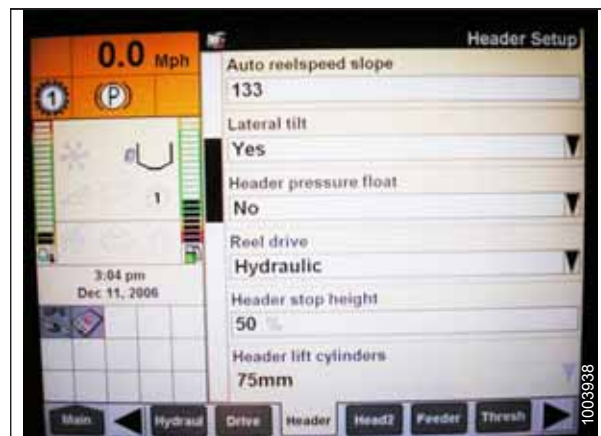 0.0 Mph
Header Setup
Auto reelspeed slope
133
1
(P)
Lateral tilt
Yes
1
Header pressure float
No
Reel drive
Hydraulic
3:04 pm
Dec 11, 2006
Header stop height
50 %
GPS
Header lift cylinders
75mm
Main
Hydraul
Drive
Header
Head2
Feeder
Thresh
1003938